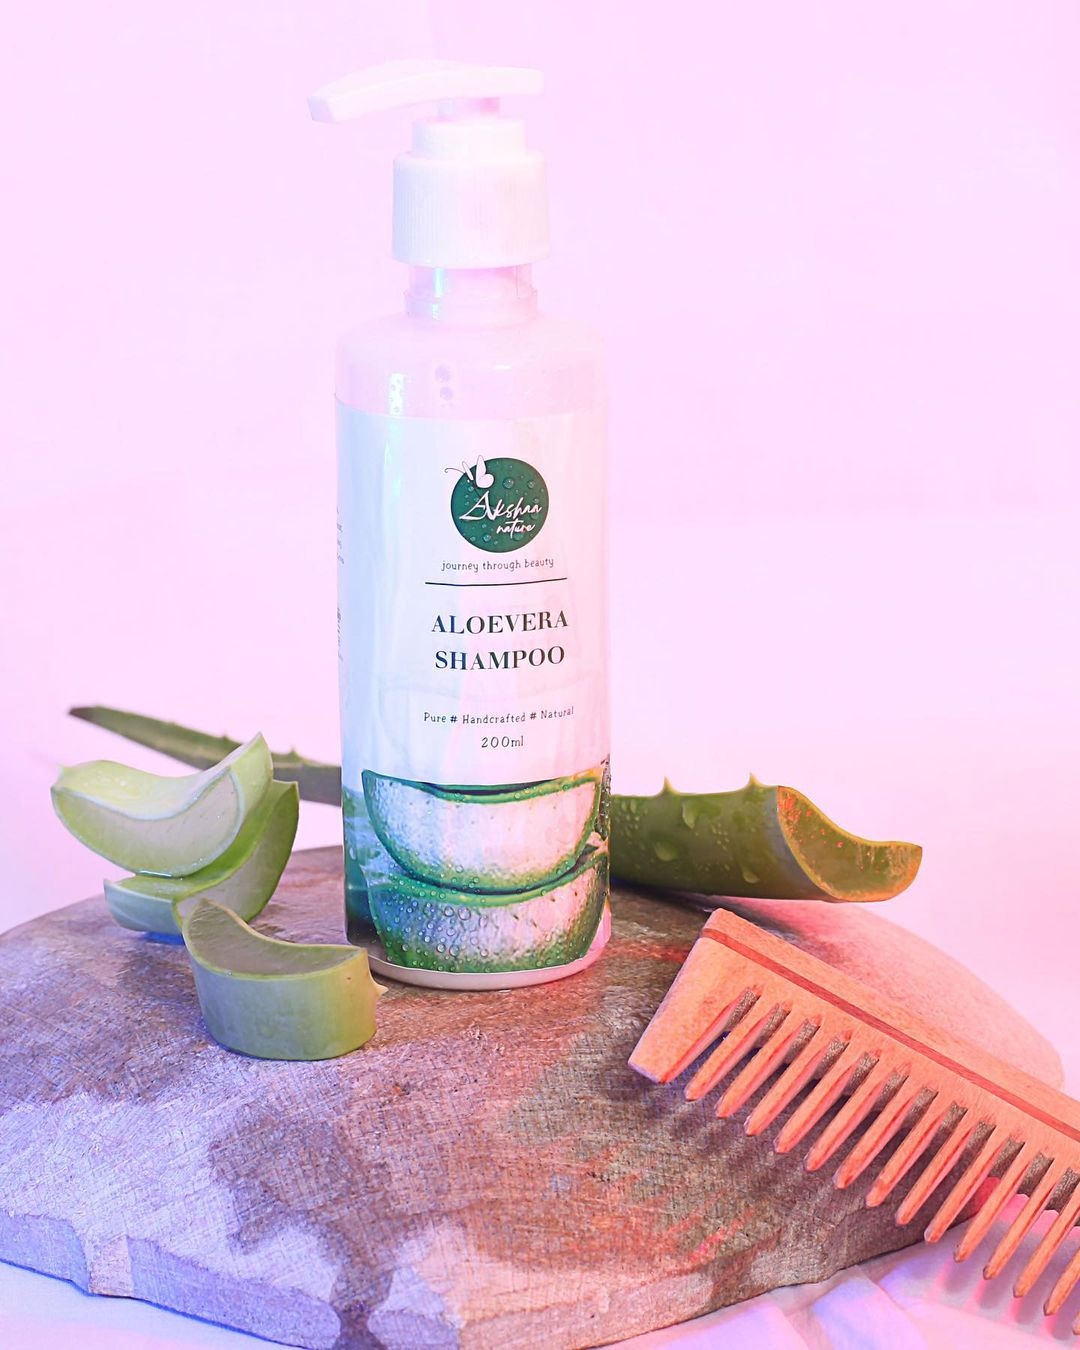 Akshaa
nature
journey through beauty
ALOEVERA
SHAMPOO
Pure # Handcrafted # Natural
200ml